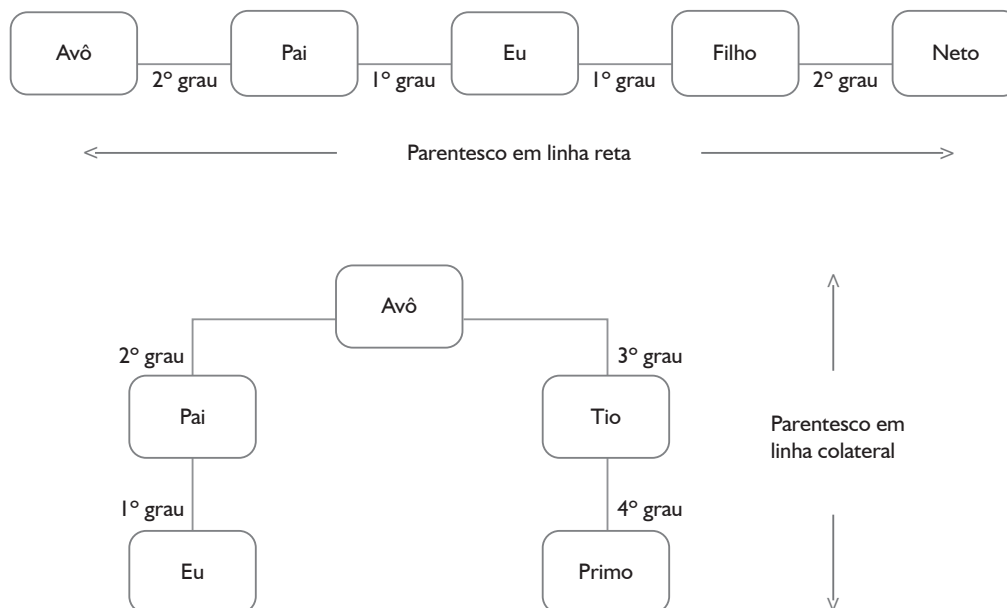 Avô Pai Eu Filho Neto
2º grau 1º grau 1º grau 2º grau
Parentesco em linha reta
Avô
2º grau 3º grau
Pai Tio
Parentesco em
linha colateral
1º grau 4º grau
Eu Primo